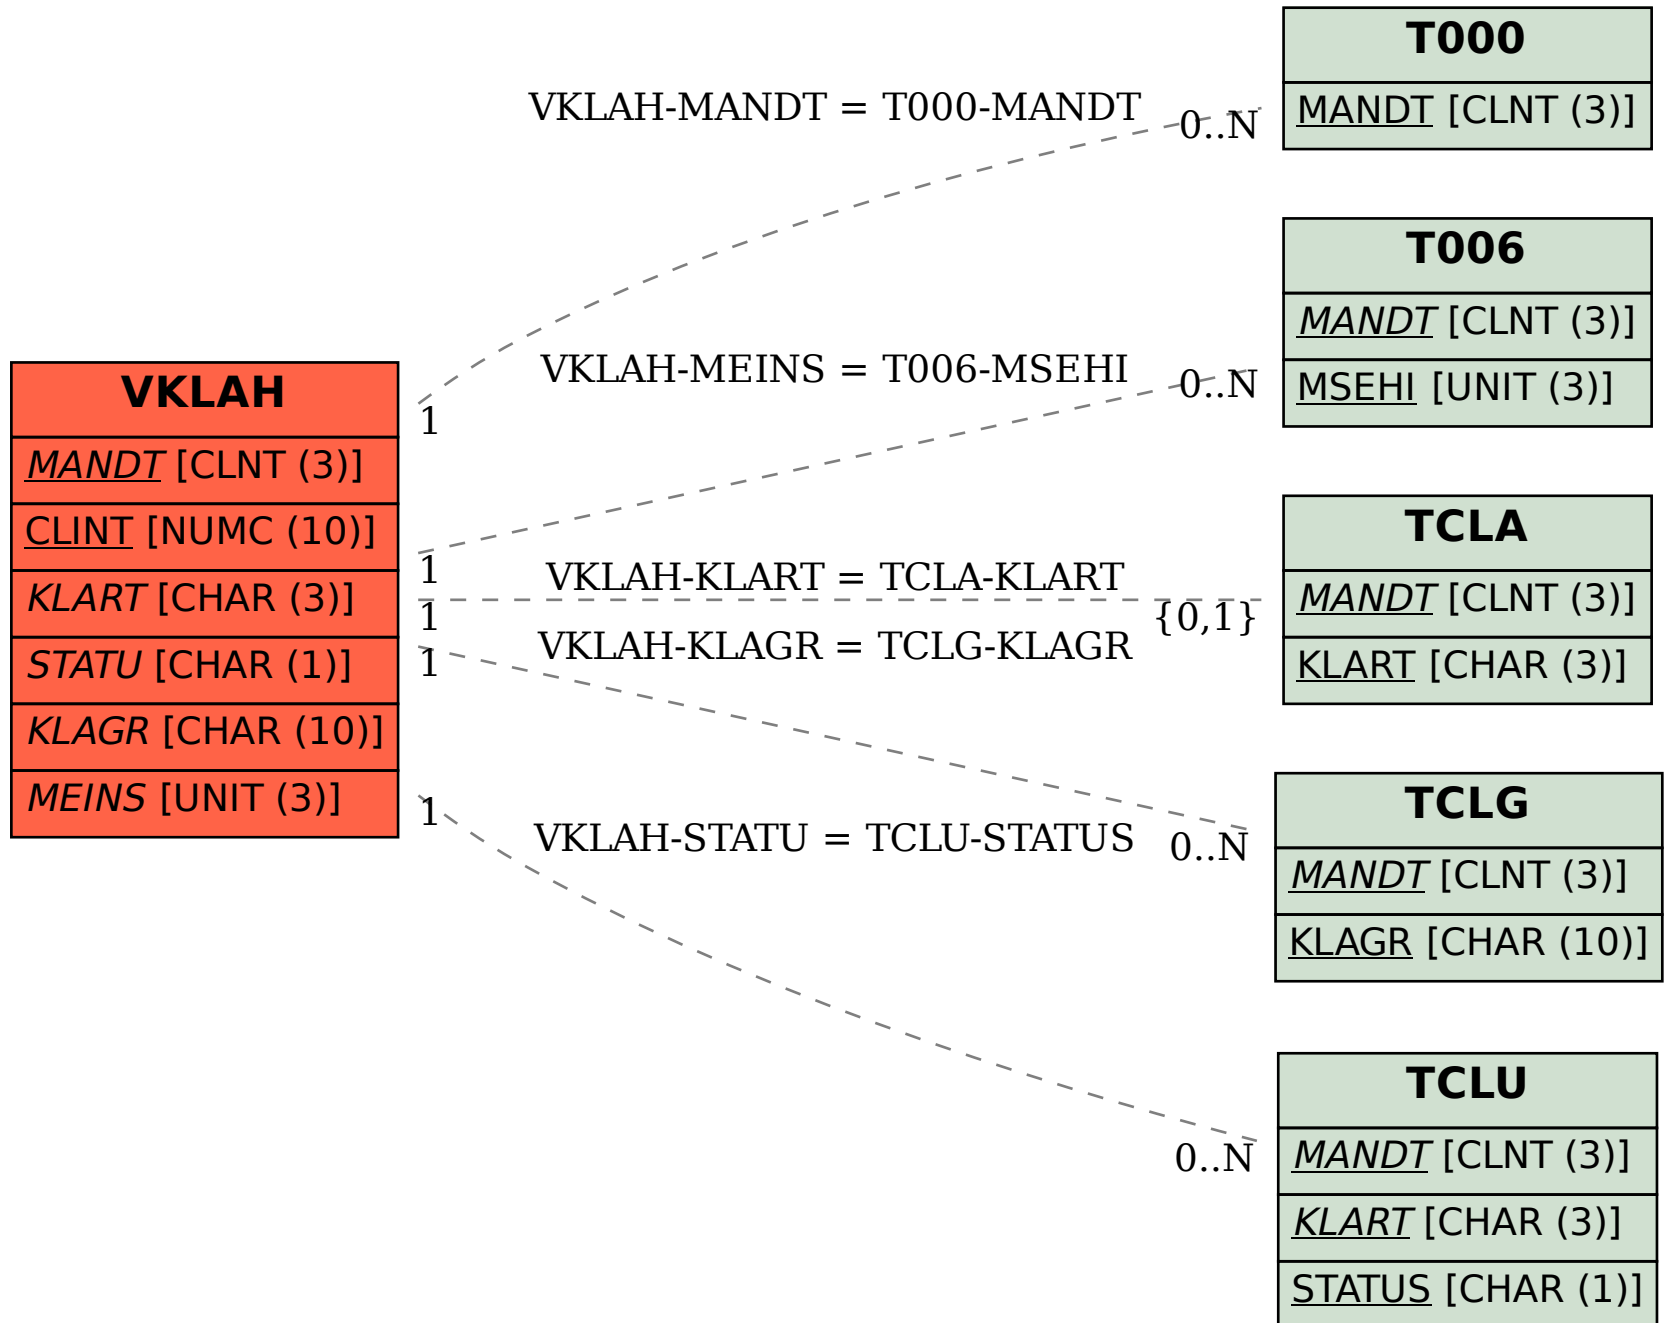 VKLAH
MANDT [CLNT (3)]
CLINT [NUMC (10)]
KLART [CHAR (3)]
STATU [CHAR (1)]
KLAGR [CHAR (10)]
MEINS [UNIT (3)]
VKLAH-MANDT = T000-MANDT
1
0..N
VKLAH-MEINS = T006-MSEHI
1
0..N
VKLAH-KLART = TCLA-KLART
1
{0,1}
VKLAH-KLAGR = TCLG-KLAGR
1
0..N
VKLAH-STATU = TCLU-STATUS
1
0..N
T000
MANDT [CLNT (3)]
T006
MANDT [CLNT (3)]
MSEHI [UNIT (3)]
TCLA
MANDT [CLNT (3)]
KLART [CHAR (3)]
TCLG
MANDT [CLNT (3)]
KLAGR [CHAR (10)]
TCLU
MANDT [CLNT (3)]
KLART [CHAR (3)]
STATUS [CHAR (1)]